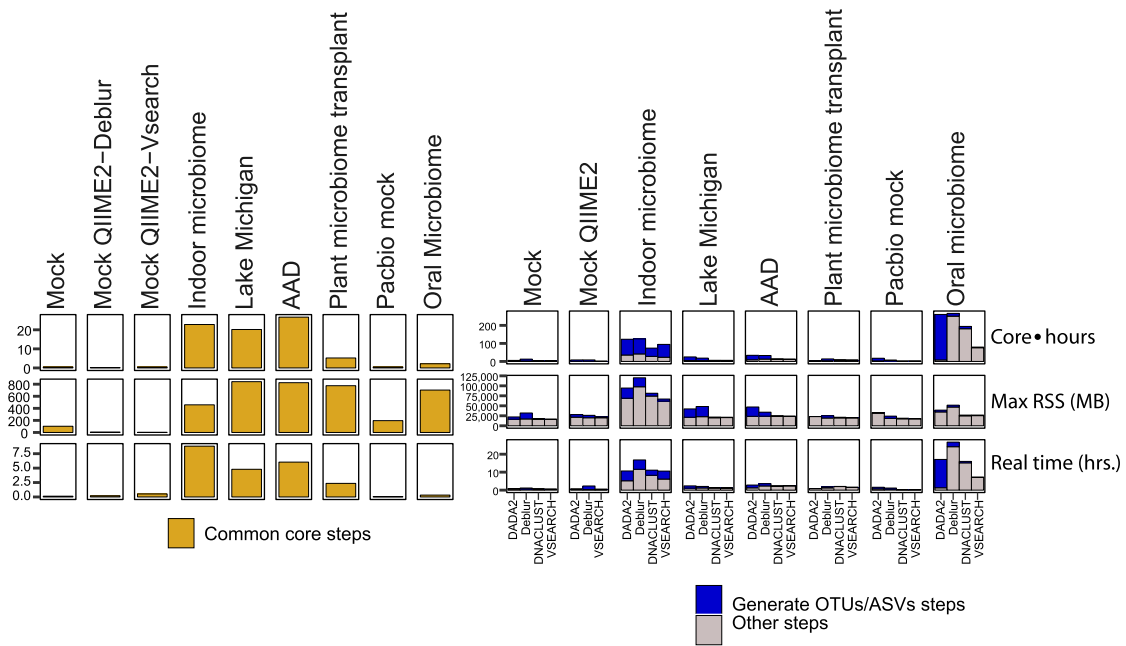 Mock
Mock QIIME2−Deblur
Mock QIIME2−Vsearch
Indoor microbiome
Lake Michigan
AAD
Plant microbiome transplant
Pacbio mock
Oral Microbiome
20
10
0
800
600
400
200
0
7.5
5.0
2.5
0.0
Common core steps
Mock
Mock QIIME2
Indoor microbiome
Lake Michigan
AAD
Plant microbiome transplant
Pacbio mock
Oral microbiome
200
100
0
Core•hours
125,000
100,000
75,000
50,000
25,000
0
Max RSS (MB)
20
10
0
Real time (hrs.)
DADA2
Deblur
DNACLUST
VSEARCH
DADA2
Deblur
VSEARCH
DADA2
Deblur
DNACLUST
VSEARCH
DADA2
Deblur
DNACLUST
VSEARCH
DADA2
Deblur
DNACLUST
VSEARCH
DADA2
Deblur
DNACLUST
VSEARCH
DADA2
Deblur
DNACLUST
VSEARCH
DADA2
Deblur
DNACLUST
VSEARCH
Generate OTUs/ASVs steps
Other steps